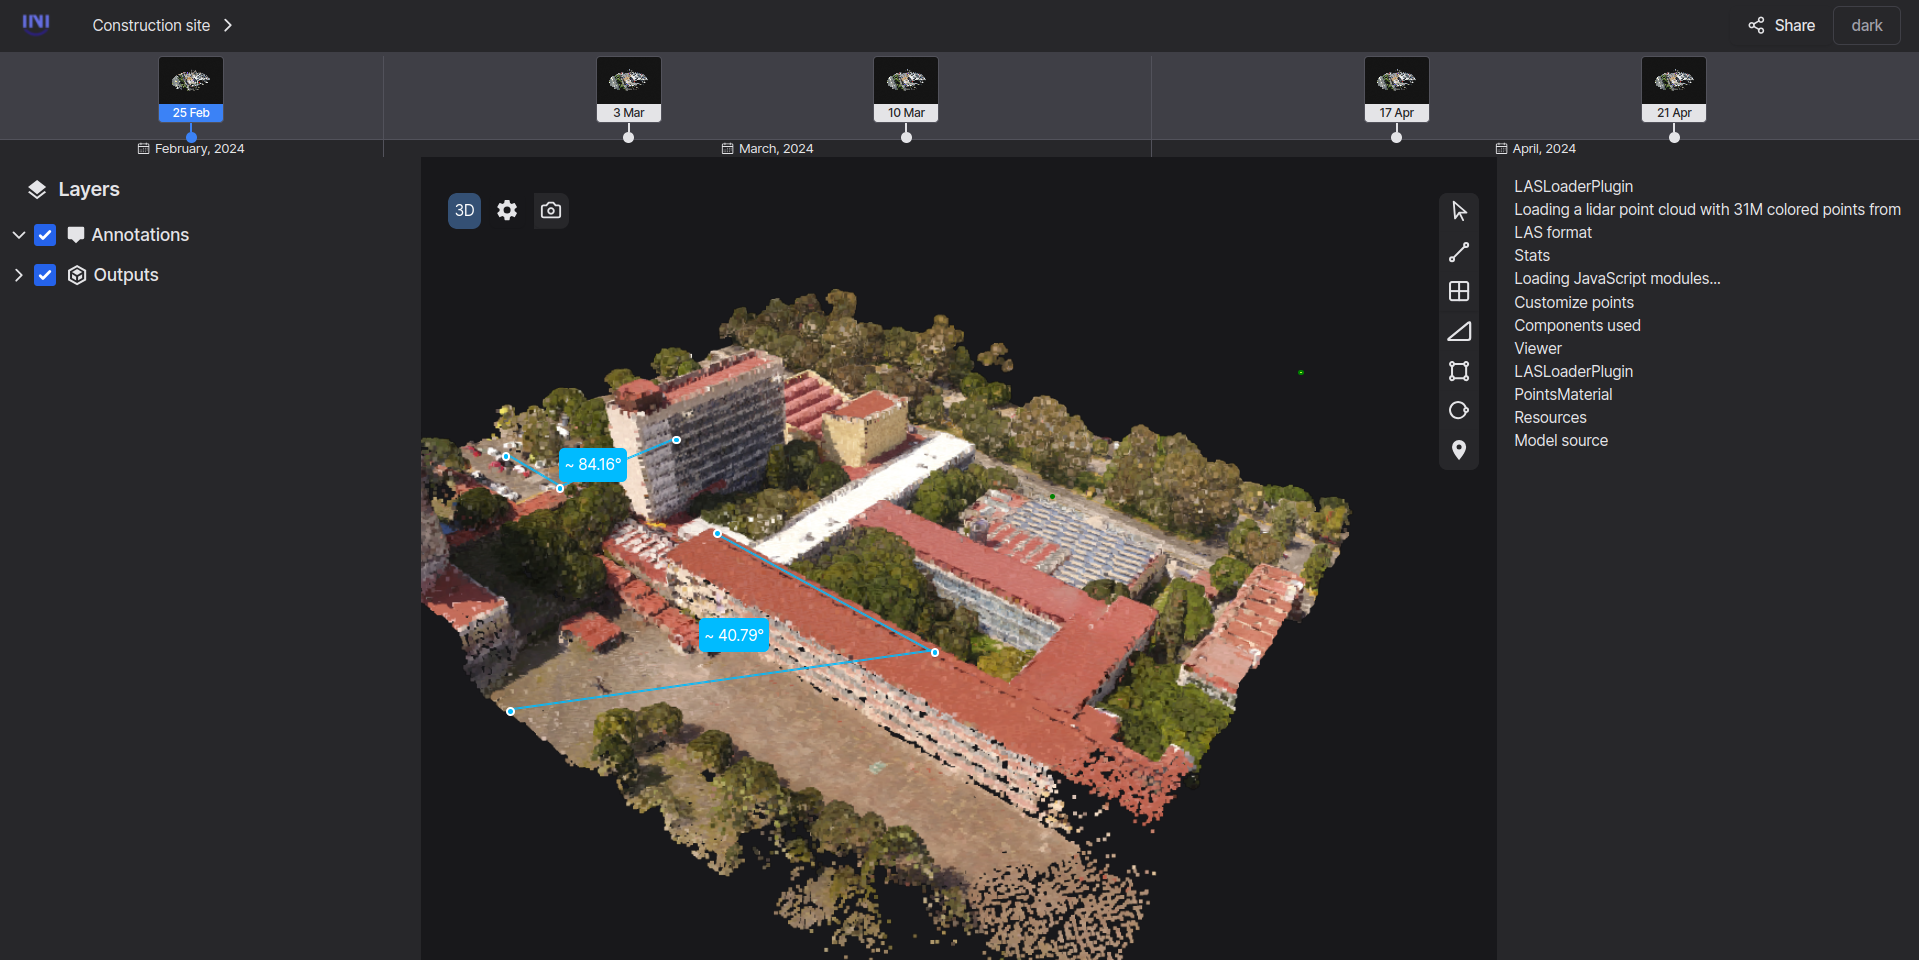 INI
Construction site
Share
dark
25 Feb
3 Mar
10 Mar
17 Apr
21 Apr
February, 2024
March, 2024
April, 2024
Layers
Annotations
Outputs
3D
~ 84.16°
~ 40.79°
LASLoaderPlugin
Loading a lidar point cloud with 31M colored points from
LAS format
Stats
Loading JavaScript modules...
Customize points
Components used
Viewer
LASLoaderPlugin
PointsMaterial
Resources
Model source